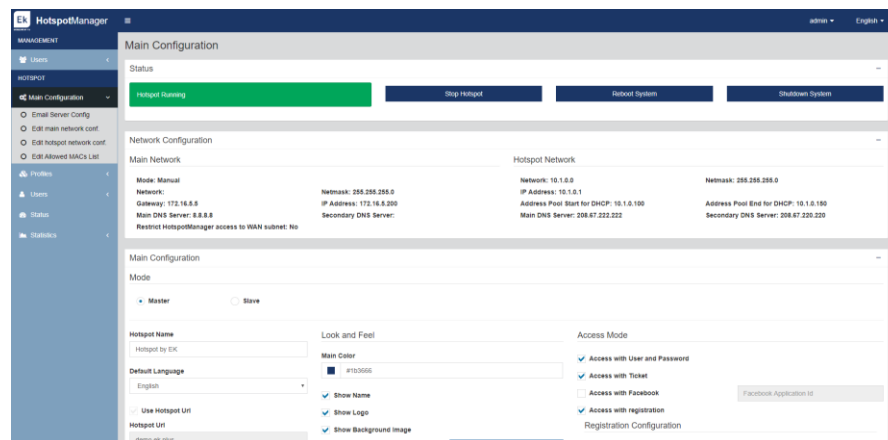 Ek HotspotManager admin English
MANAGEMENT
Users
HOTSPOT
Main Configuration
Email Server Config
Edit main network conf.
Edit hotspot network conf.
Edit Allowed MACs List
Profiles
Users
Status
Statistics
Main Configuration
Status
Hotspot Running Stop Hotspot Reboot System Shutdown System
Network Configuration
Main Network
Mode: Manual
Network: Netmask: 255.255.255.0
Gateway: 172.16.5.5 IP Address: 172.16.5.200
Main DNS Server: 8.8.8.8 Secondary DNS Server:
Restrict HotspotManager access to WAN subnet: No
Hotspot Network
Network: 10.1.0.0 Netmask: 255.255.255.0
IP Address: 10.1.0.1
Address Pool Start for DHCP: 10.1.0.100 Address Pool End for DHCP: 10.1.0.150
Main DNS Server: 208.67.222.222 Secondary DNS Server: 208.67.220.220
Main Configuration
Mode
Master Slave
Hotspot Name
Hotspot by EK
Default Language
English
Use Hotspot Url
Hotspot Url
Look and Feel
Main Color
#1b3666
Show Name
Show Logo
Show Background Image
Access Mode
Access with User and Password
Access with Ticket
Access with Facebook Facebook Application Id
Access with registration
Registration Configuration